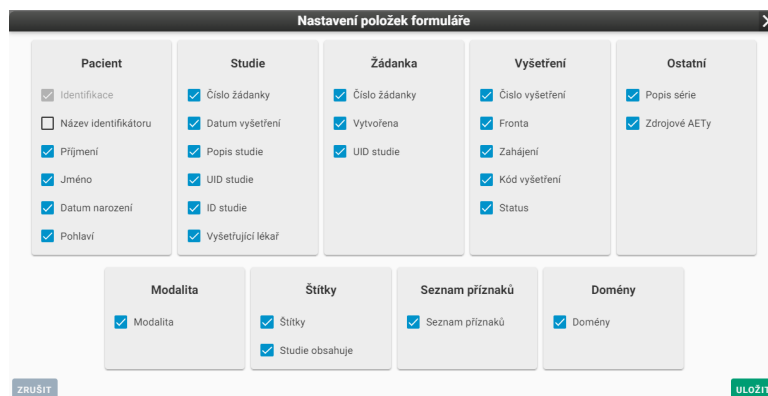 Nastavení položek formuláře
Pacient
Identifikace
Název identifikátoru
Příjmení
Jméno
Datum narození
Pohlaví
Studie
Číslo žádanky
Datum vyšetření
Popis studie
UID studie
ID studie
Vyšetřující lékař
Žádanka
Číslo žádanky
Vytvořena
UID studie
Vyšetření
Čislo vyšetření
Fronta
Zahájení
Kód vyšetření
Status
Ostatní
Popis série
Zdrojové AETy
Modalita
Modalita
Štítky
Štítky
Studie obsahuje
Seznam příznaků
Seznam příznaků
Domény
Domény
ZRUŠIT
ULOŽIT